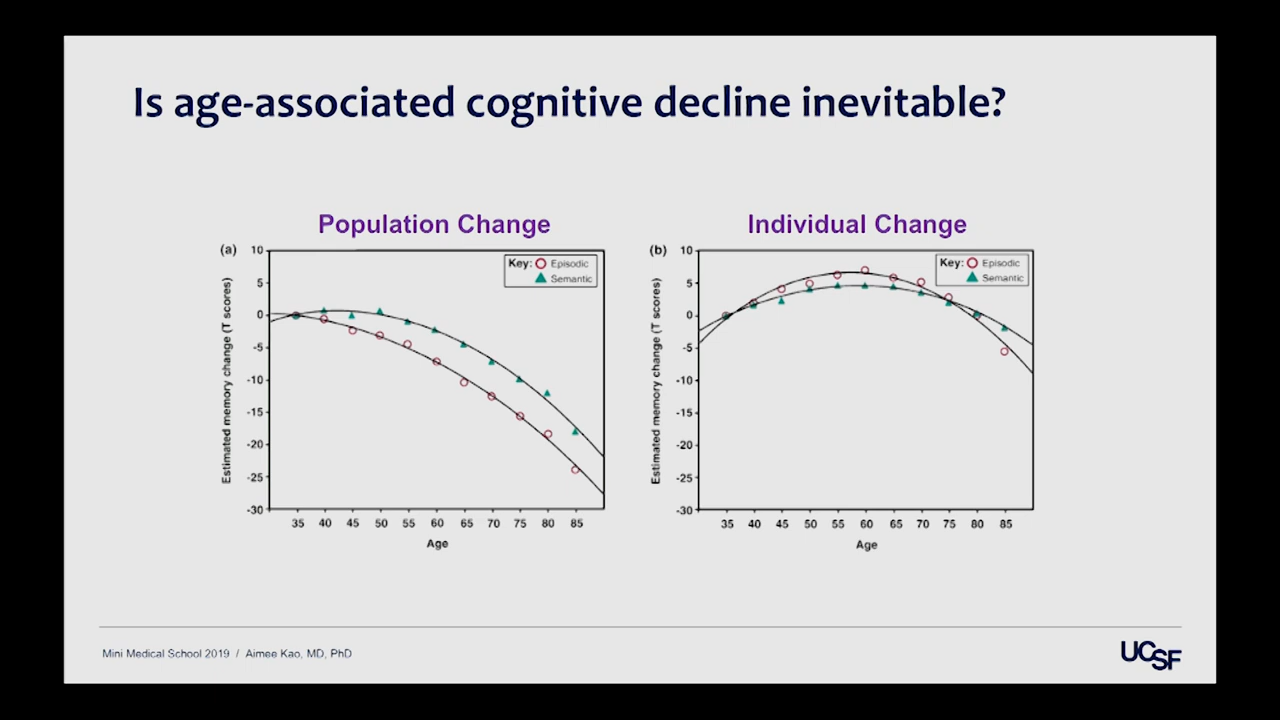 Is age-associated cognitive decline inevitable?
Population Change
(a)
Key: Episodic
Semantic
Estimated memory change (T scores)
10
5
0
-5
-10
-15
-20
-25
-30
35 40 45 50 55 60 65 70 75 80 85
Age
Individual Change
(b)
Key: Episodic
Semantic
Estimated memory change (T scores)
10
5
0
-5
-10
-15
-20
-25
-30
35 40 45 50 55 60 65 70 75 80 85
Age
Mini Medical School 2019 / Aimee Kao, MD, PhD
UCSF